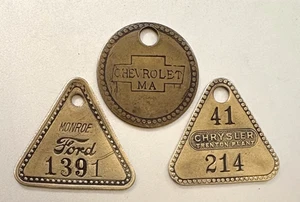 CHEVROLET
MA
MONROE
Ford
1391
41
CHRYSLER
TRENTON PLANT
214